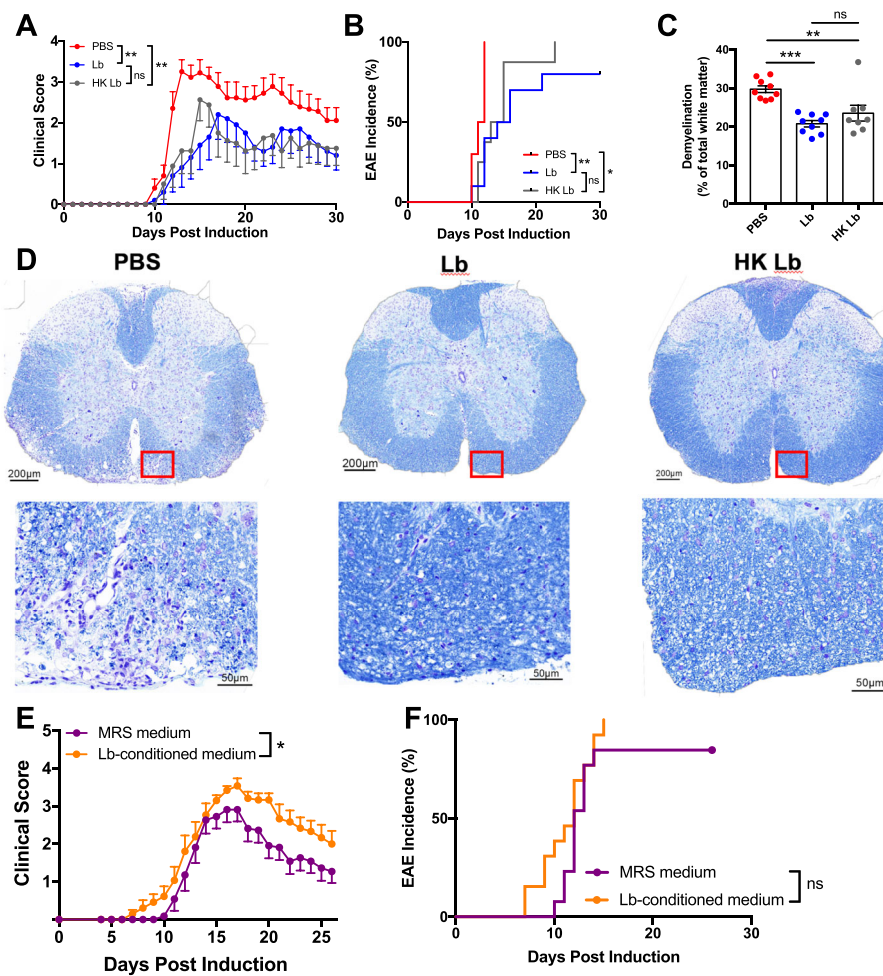 A
Clinical Score
5
4
3
2
1
0
0
10
20
30
Days Post Induction
PBS
Lb
HK Lb
**
ns
**
B
EAE Incidence (%)
100
50
0
0
10
20
30
Days Post Induction
PBS
Lb
HK Lb
**
ns
*
C
Demyelination
(% of total white matter)
40
30
20
10
0
ns
**
***
PBS
Lb
HK Lb
D
PBS
Lb
HK Lb
200µm
200µm
200µm
50µm
50µm
50µm
E
MRS medium
Lb-conditioned medium
*
Clinical Score
5
4
3
2
1
0
5
10
15
20
25
Days Post Induction
F
EAE Incidence (%)
100
50
0
0
10
20
30
MRS medium
Lb-conditioned medium
ns
Days Post Induction